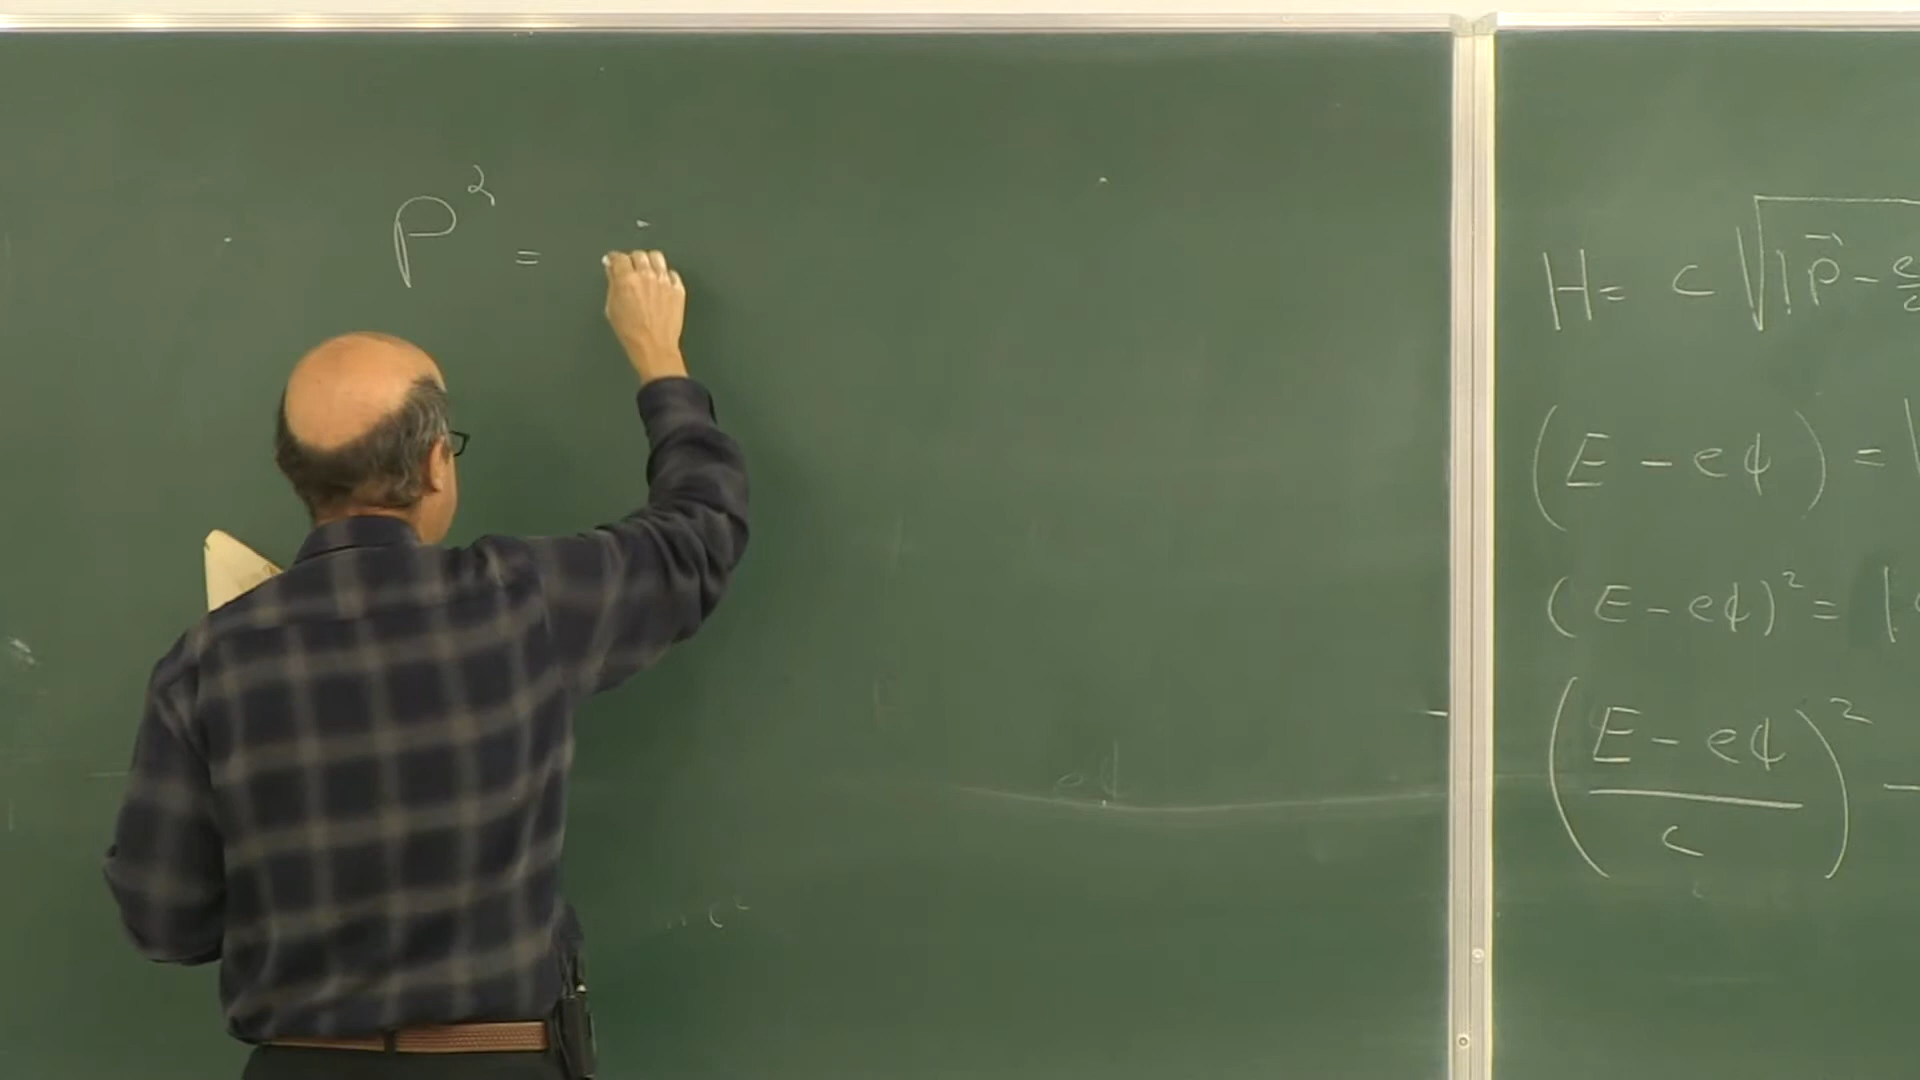 P² =
H = c √|p⃗ - e/c
(E - eϕ) =
(E - eϕ)² = |
((E - eϕ)/c)² -